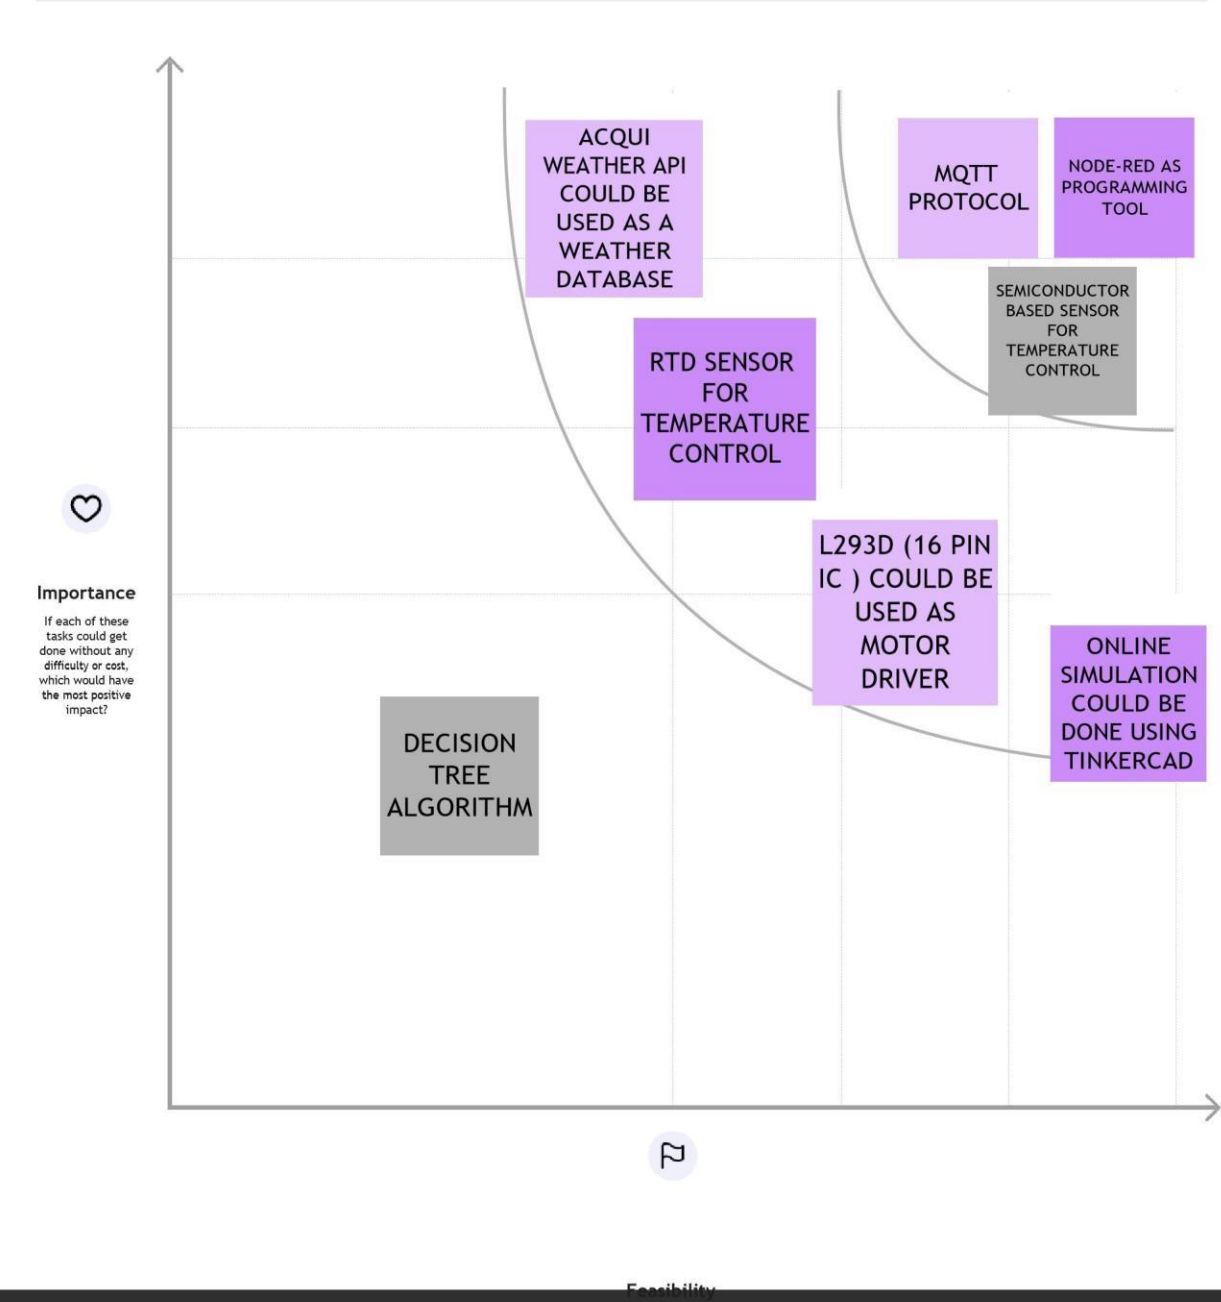 ACQUI
WEATHER API
COULD BE
USED AS A
WEATHER
DATABASE
MQTT
PROTOCOL
NODE-RED AS
PROGRAMMING
TOOL
SEMICONDUCTOR
BASED SENSOR
FOR
TEMPERATURE
CONTROL
RTD SENSOR
FOR
TEMPERATURE
CONTROL
L293D (16 PIN
IC ) COULD BE
USED AS
MOTOR
DRIVER
ONLINE
SIMULATION
COULD BE
DONE USING
TINKERCAD
Importance
If each of these
tasks could get
done without any
difficulty or cost,
which would have
the most positive
impact?
DECISION
TREE
ALGORITHM
Feasibility